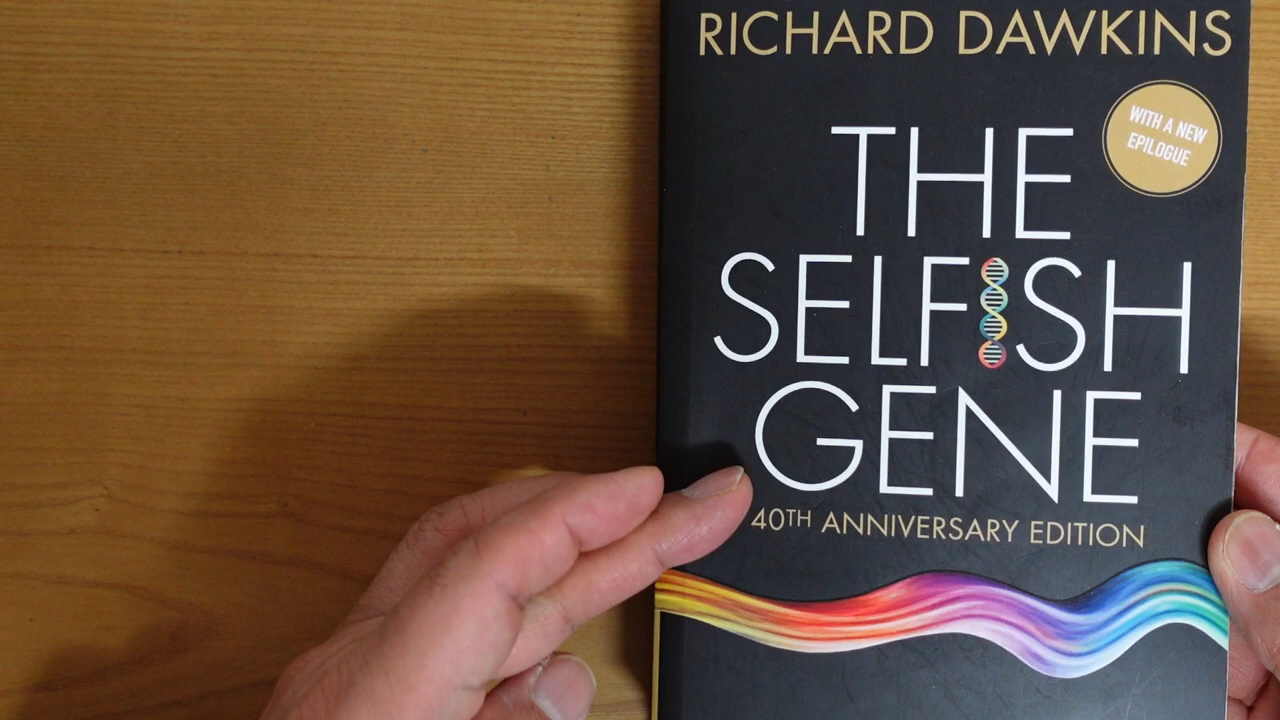 RICHARD DAWKINS
WITH A NEW
EPILOGUE
THE
SELFISH
GENE
40TH ANNIVERSARY EDITION